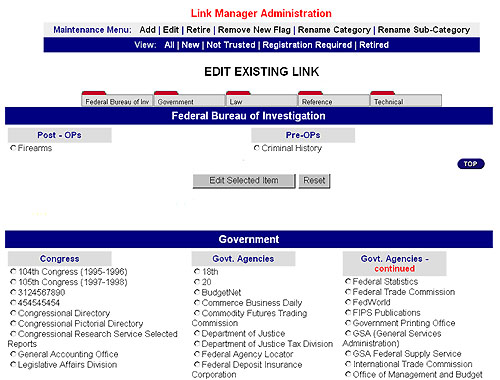 Link Manager Administration
Maintenance Menu: Add | Edit | Retire | Remove New Flag | Rename Category | Rename Sub-Category
View: All | New | Not Trusted | Registration Required | Retired
EDIT EXISTING LINK
Federal Bureau of Inv
Government
Law
Reference
Technical
Federal Bureau of Investigation
Post - OPs
Firearms
Pre-OPs
Criminal History
TOP
Edit Selected Item
Reset
Government
Congress
104th Congress (1995-1996)
105th Congress (1997-1998)
3124567890
454545454
Congressional Directory
Congressional Pictorial Directory
Congressional Research Service Selected
Reports
General Accounting Office
Legislative Affairs Division
Govt. Agencies
18th
20
BudgetNet
Commerce Business Daily
Commodity Futures Trading
Commission
Department of Justice
Department of Justice Tax Division
Federal Agency Locator
Federal Deposit Insurance
Corporation
Govt. Agencies -
continued
Federal Statistics
Federal Trade Commission
FedWorld
FIPS Publications
Government Printing Office
GSA (General Services
Administration)
GSA Federal Supply Service
International Trade Commission
Office of Management and Budget